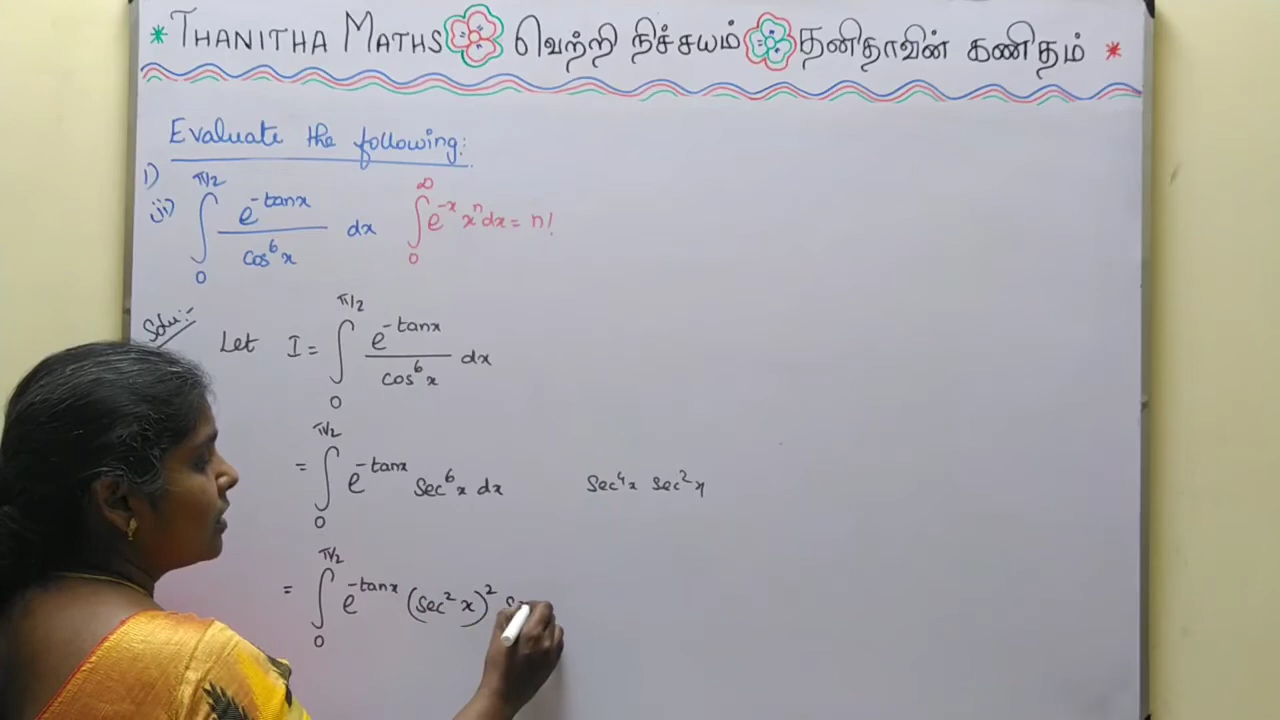 * THANITHA MATHS வெற்றி நிச்சயம் தனிதாவின் கணிதம் *
Evaluate the following:
1)
ii) ∫₀^{π/2} e^{-tanx}/cos⁶x dx ∫₀^∞ e^{-x} xⁿ dx = n!
Solu:-
Let I = ∫₀^{π/2} e^{-tanx}/cos⁶x dx
= ∫₀^{π/2} e^{-tanx} sec⁶x dx sec⁴x sec²x
= ∫₀^{π/2} e^{-tanx} (sec²x)²